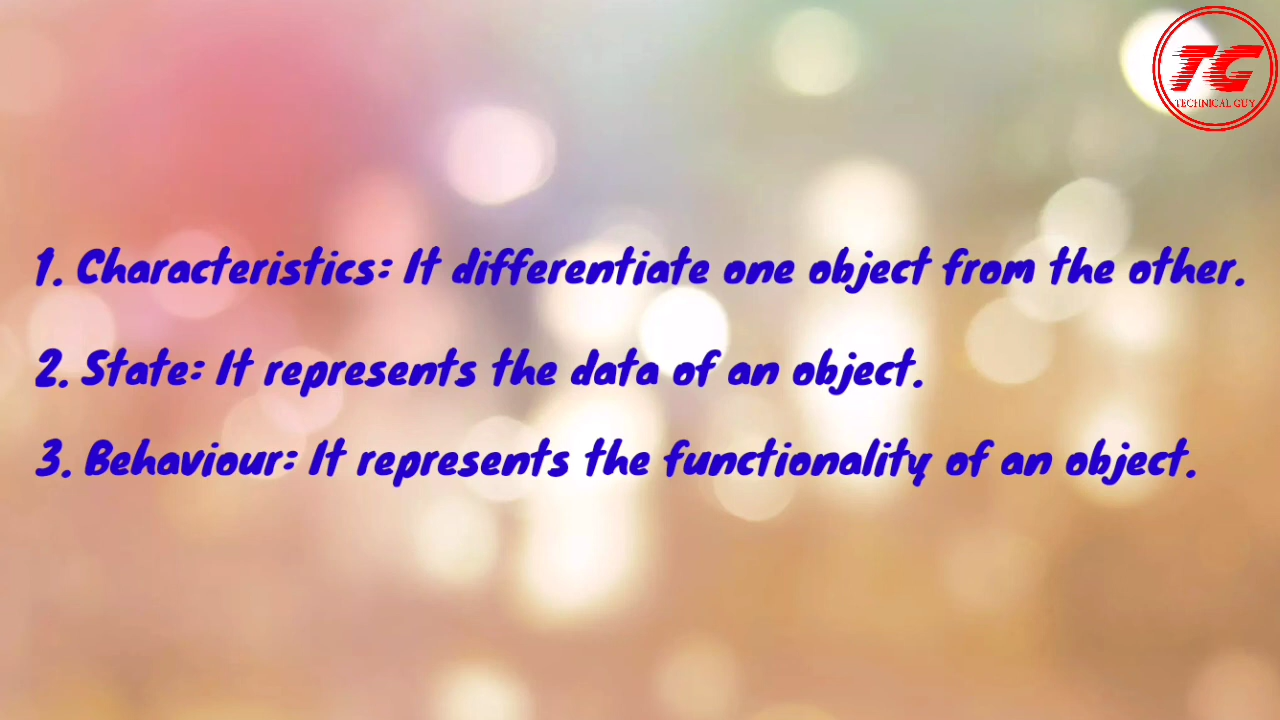 TG
TECHNICAL GUY
1. Characteristics: It differentiate one object from the other.
2. State: It represents the data of an object.
3. Behaviour: It represents the functionality of an object.